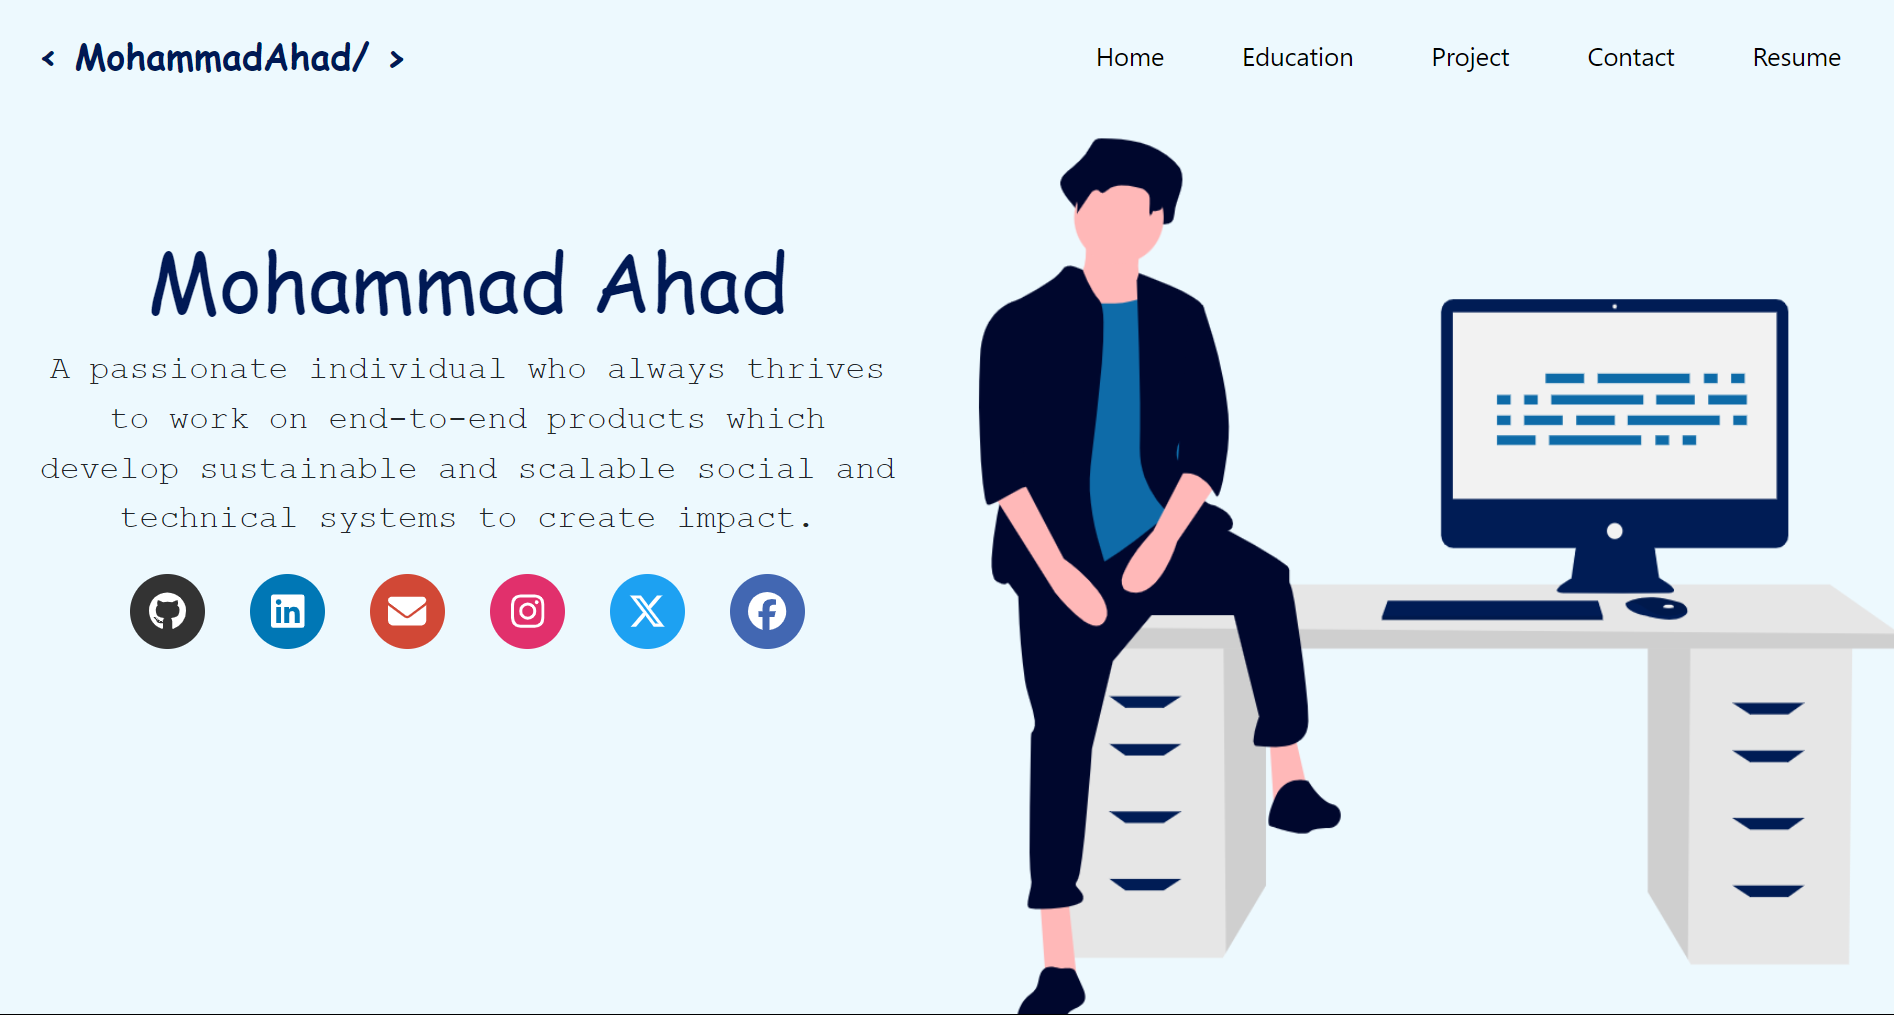 < MohammadAhad/ >
Home Education Project Contact Resume
Mohammad Ahad
A passionate individual who always thrives
to work on end-to-end products which
develop sustainable and scalable social and
technical systems to create impact.